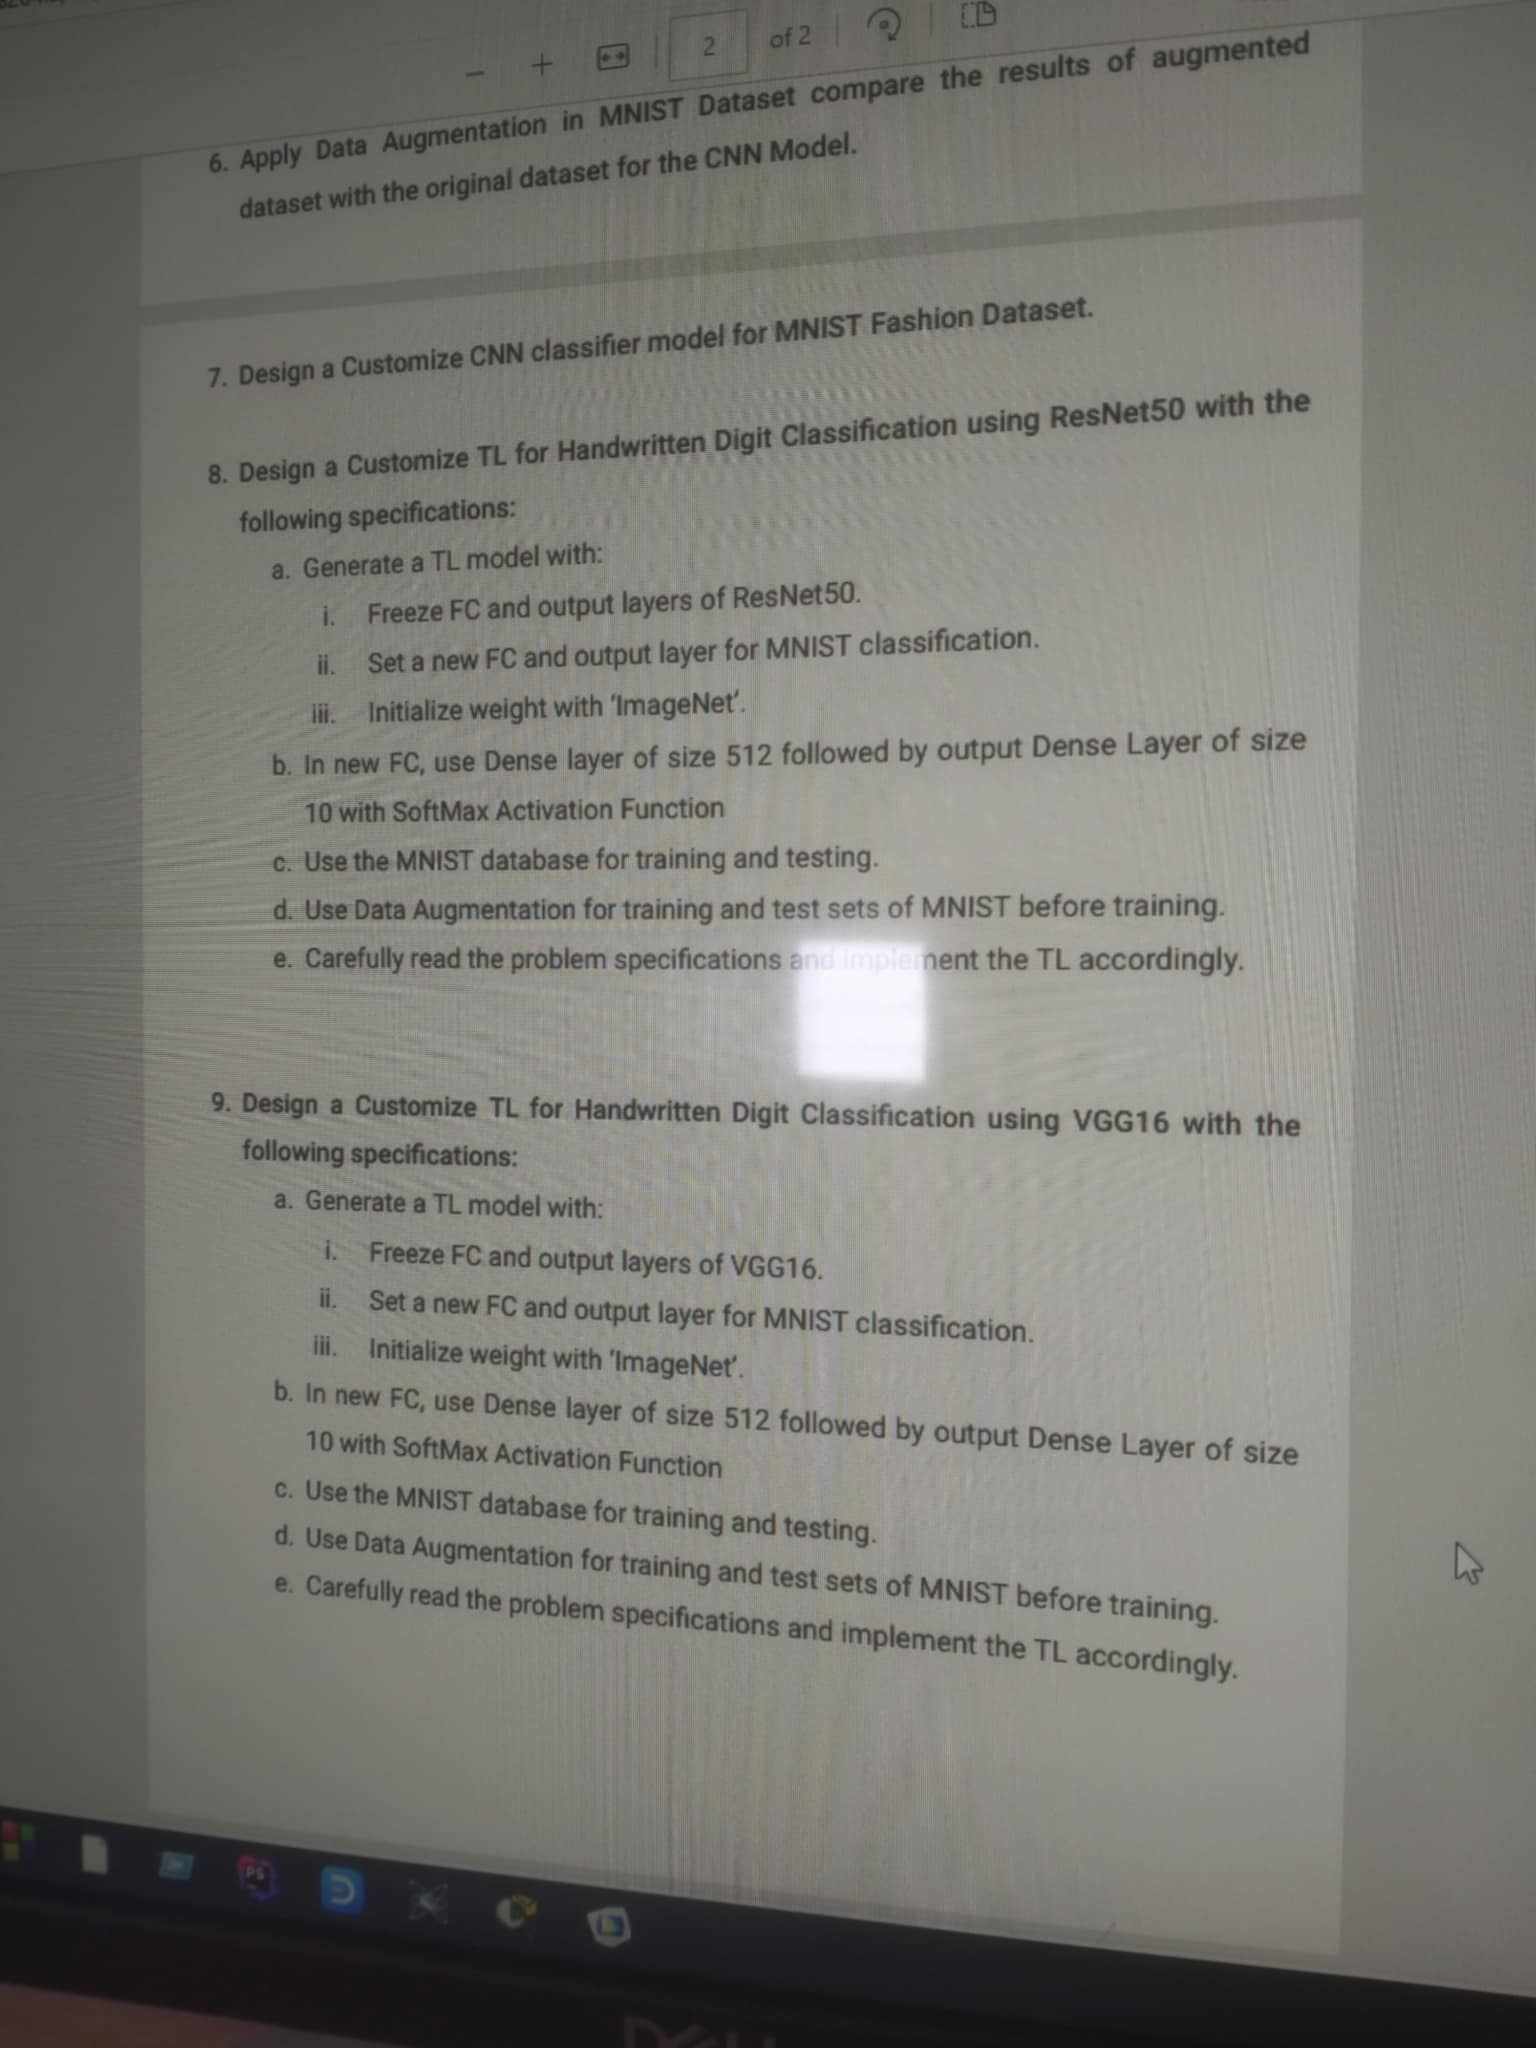 2 of 2
6. Apply Data Augmentation in MNIST Dataset compare the results of augmented
dataset with the original dataset for the CNN Model.
7. Design a Customize CNN classifier model for MNIST Fashion Dataset.
8. Design a Customize TL for Handwritten Digit Classification using ResNet50 with the
following specifications:
a. Generate a TL model with:
i. Freeze FC and output layers of ResNet50.
ii. Set a new FC and output layer for MNIST classification.
iii. Initialize weight with 'ImageNet'.
b. In new FC, use Dense layer of size 512 followed by output Dense Layer of size
10 with SoftMax Activation Function
c. Use the MNIST database for training and testing.
d. Use Data Augmentation for training and test sets of MNIST before training.
e. Carefully read the problem specifications and implement the TL accordingly.
9. Design a Customize TL for Handwritten Digit Classification using VGG16 with the
following specifications:
a. Generate a TL model with:
i. Freeze FC and output layers of VGG16.
ii. Set a new FC and output layer for MNIST classification.
iii. Initialize weight with 'ImageNet'.
b. In new FC, use Dense layer of size 512 followed by output Dense Layer of size
10 with SoftMax Activation Function
c. Use the MNIST database for training and testing.
d. Use Data Augmentation for training and test sets of MNIST before training.
e. Carefully read the problem specifications and implement the TL accordingly.
PS
DELL